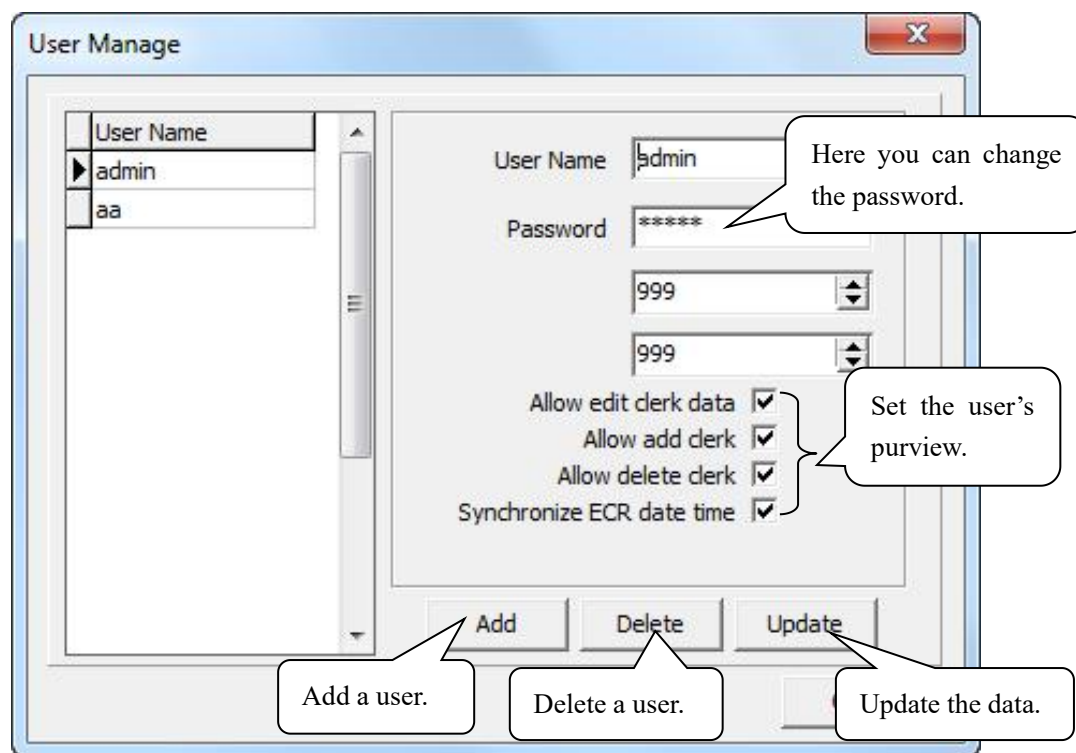 User Manage
User Name
admin
aa
User Name admin
Password *****
999
999
Allow edit clerk data
Allow add clerk
Allow delete clerk
Synchronize ECR date time
Here you can change
the password.
Set the user's
purview.
Add Delete Update
Add a user.
Delete a user.
Update the data.